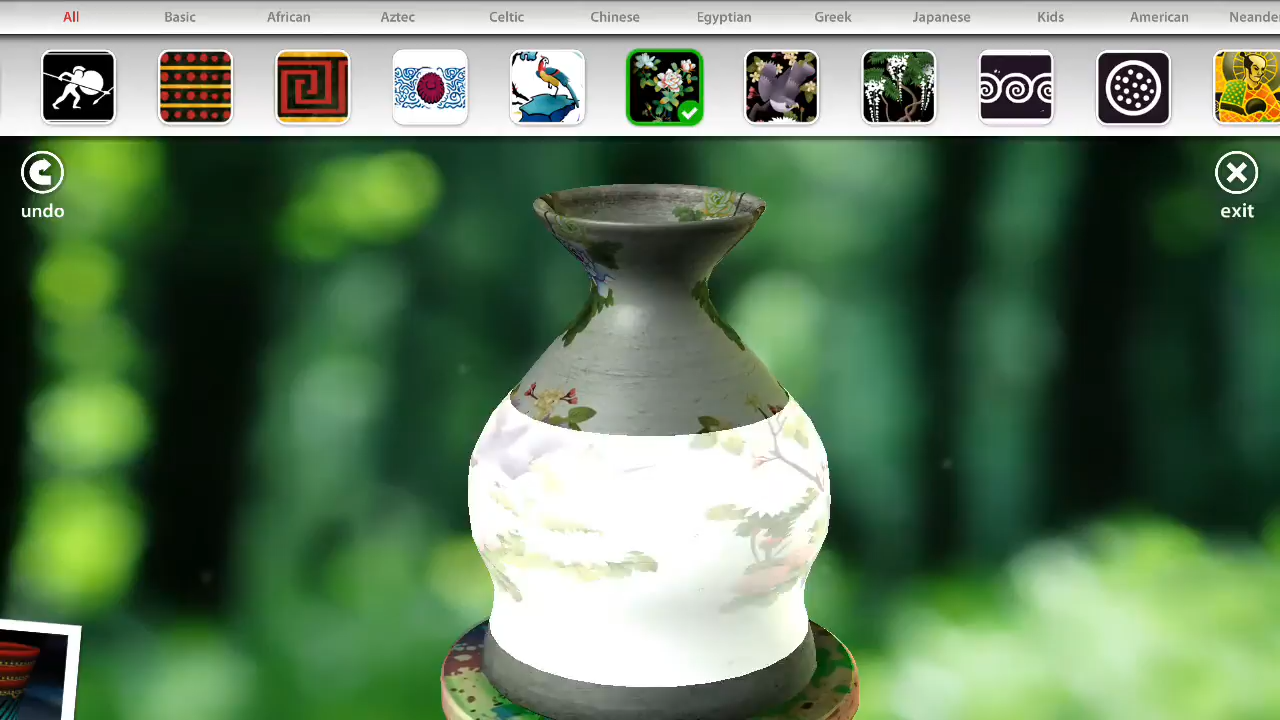 All Basic African Aztec Celtic Chinese Egyptian Greek Japanese Kids American
undo
exit